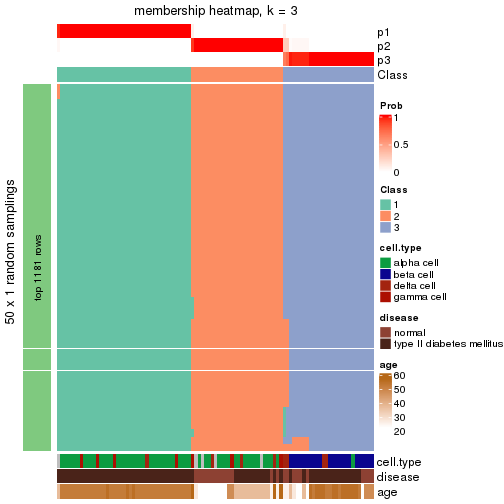 membership heatmap, k = 3
p1
p2
p3
Class
50 x 1 random samplings
top 1181 rows
Prob
1
0.5
0
Class
1
2
3
cell.type
alpha cell
beta cell
delta cell
gamma cell
disease
normal
type II diabetes mellitus
age
60
50
40
30
20
cell.type
disease
age